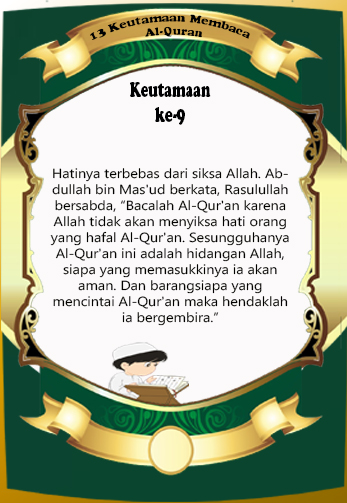 13 Keutamaan Membaca
Al-Quran
Keutamaan
ke-9
Hatinya terbebas dari siksa Allah. Ab-
dullah bin Mas'ud berkata, Rasulullah
bersabda, “Bacalah Al-Qur'an karena
Allah tidak akan menyiksa hati orang
yang hafal Al-Qur'an. Sesungguhanya
Al-Qur'an ini adalah hidangan Allah,
siapa yang memasukkinya ia akan
aman. Dan barangsiapa yang
mencintai Al-Qur'an maka hendaklah
ia bergembira.”